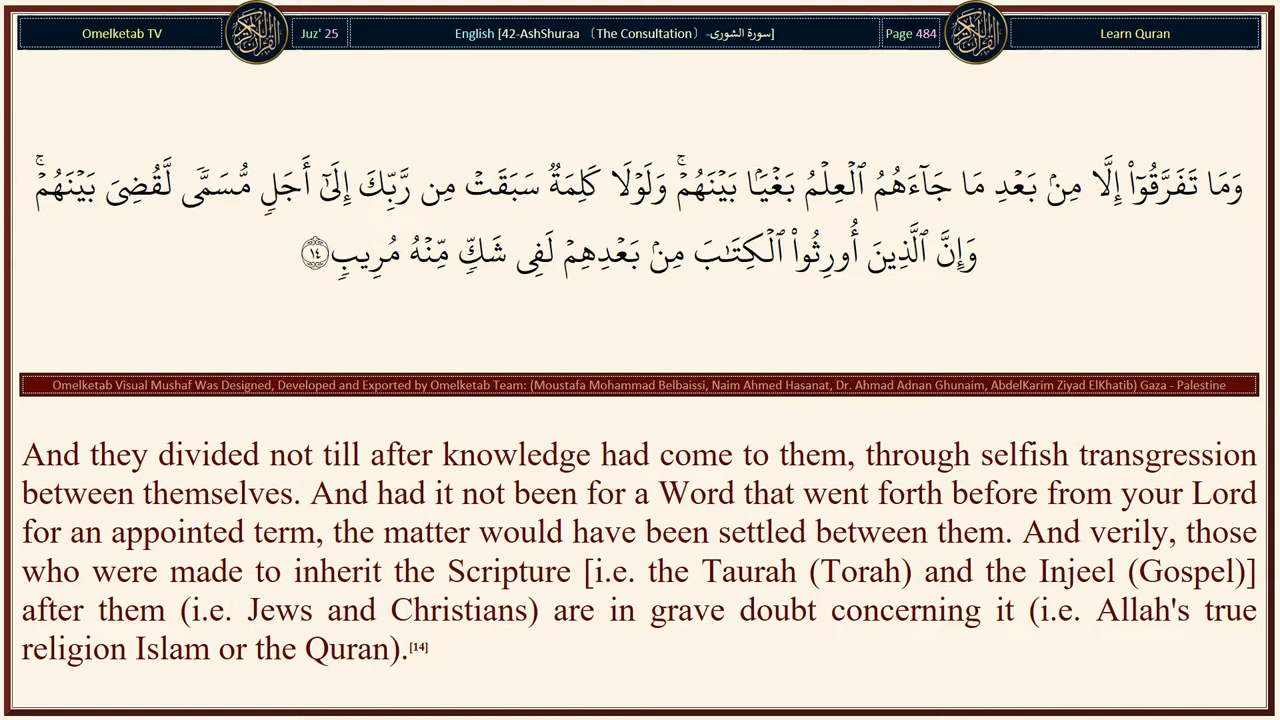 Omelketab TV
Juz' 25
English [42-AshShuraa (The Consultation) -سورة الشورى]
Page 484
Learn Quran
وَمَا تَفَرَّقُوٓا۟ إِلَّا مِنۢ بَعْدِ مَا جَآءَهُمُ ٱلْعِلْمُ بَغْيًۢا بَيْنَهُمْ ۚ وَلَوْلَا كَلِمَةٌ سَبَقَتْ مِن رَّبِّكَ إِلَىٰٓ أَجَلٍ مُّسَمًّى لَّقُضِىَ بَيْنَهُمْ ۚ
وَإِنَّ ٱلَّذِينَ أُورِثُوا۟ ٱلْكِتَـٰبَ مِنۢ بَعْدِهِمْ لَفِى شَكٍّ مِّنْهُ مُرِيبٍ ١٤
Omelketab Visual Mushaf Was Designed, Developed and Exported by Omelketab Team: (Moustafa Mohammad Belbaissi, Naim Ahmed Hasanat, Dr. Ahmad Adnan Ghunaim, AbdelKarim Ziyad ElKhatib) Gaza - Palestine
And they divided not till after knowledge had come to them, through selfish transgression
between themselves. And had it not been for a Word that went forth before from your Lord
for an appointed term, the matter would have been settled between them. And verily, those
who were made to inherit the Scripture [i.e. the Taurah (Torah) and the Injeel (Gospel)]
after them (i.e. Jews and Christians) are in grave doubt concerning it (i.e. Allah's true
religion Islam or the Quran).[14]